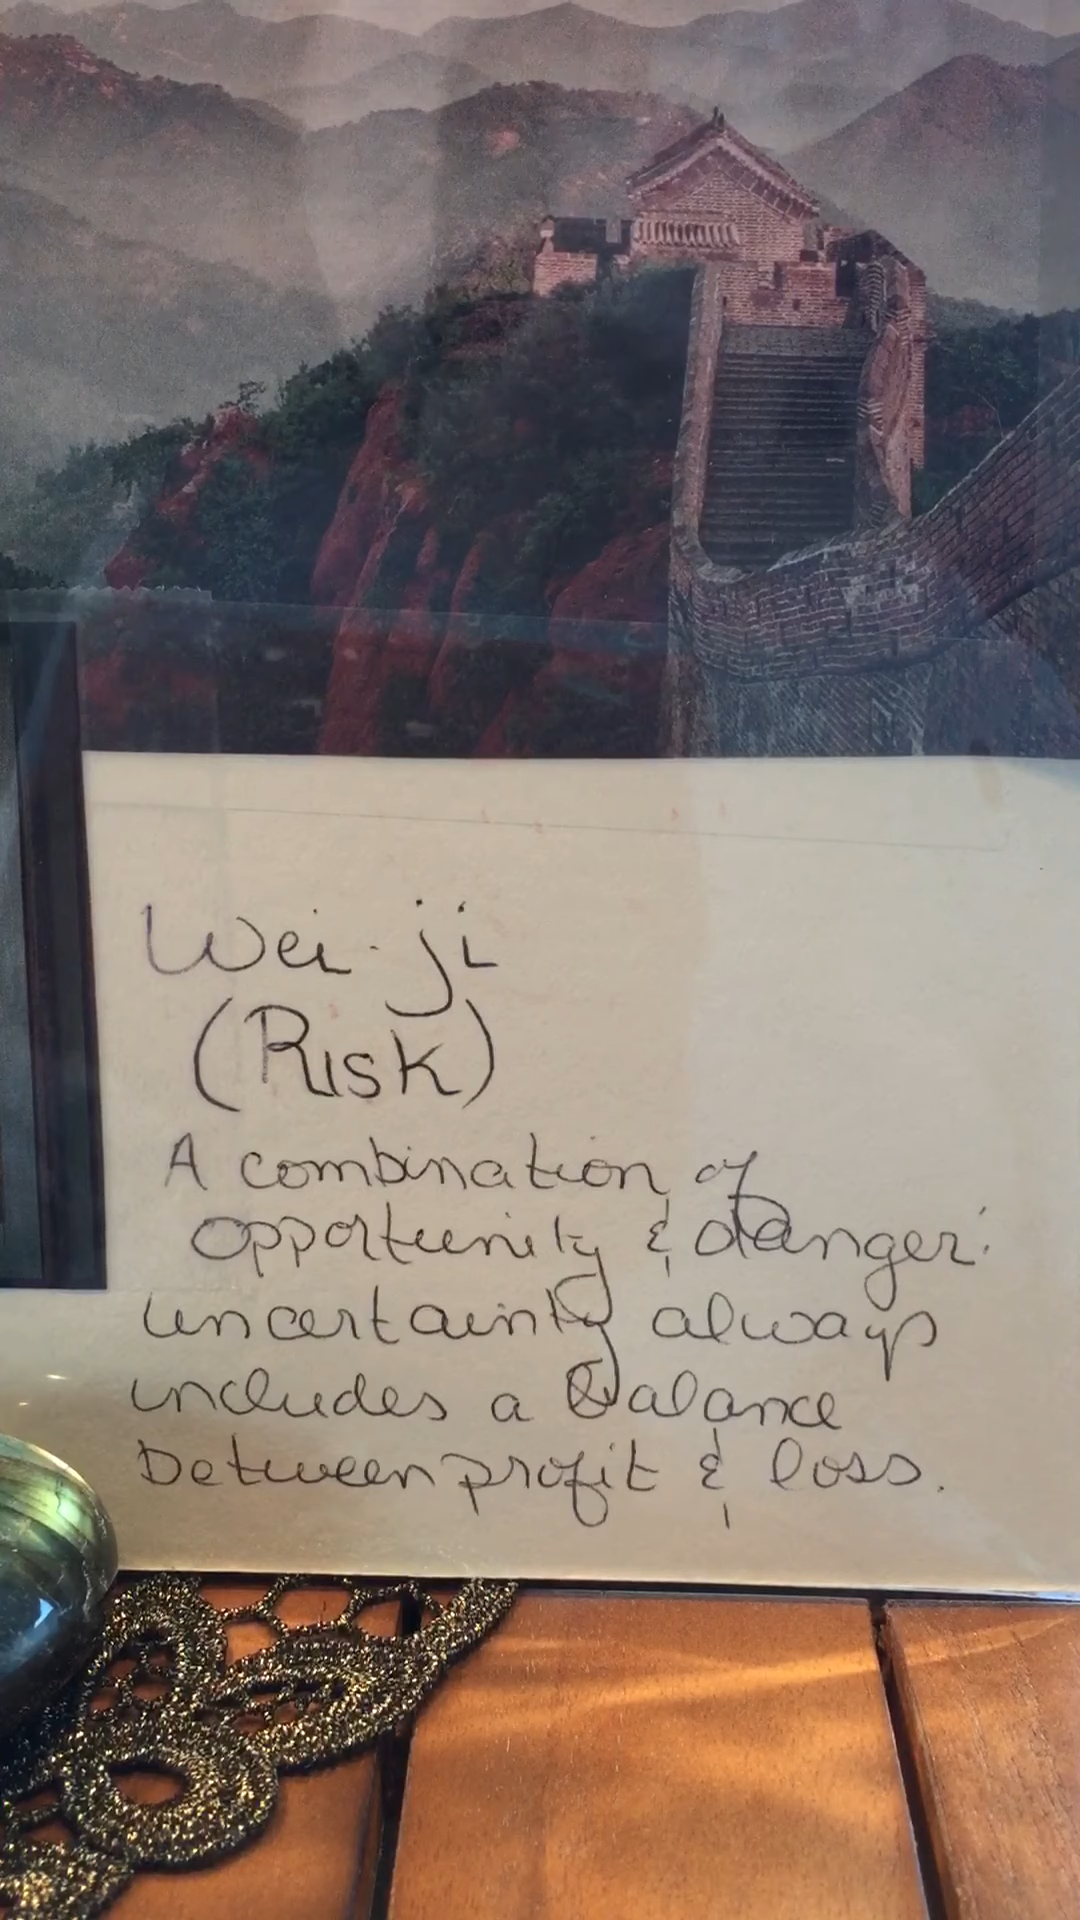 Wei-ji
(Risk)
A combination of
opportunity & danger:
uncertainty always
includes a balance
between profit & loss.